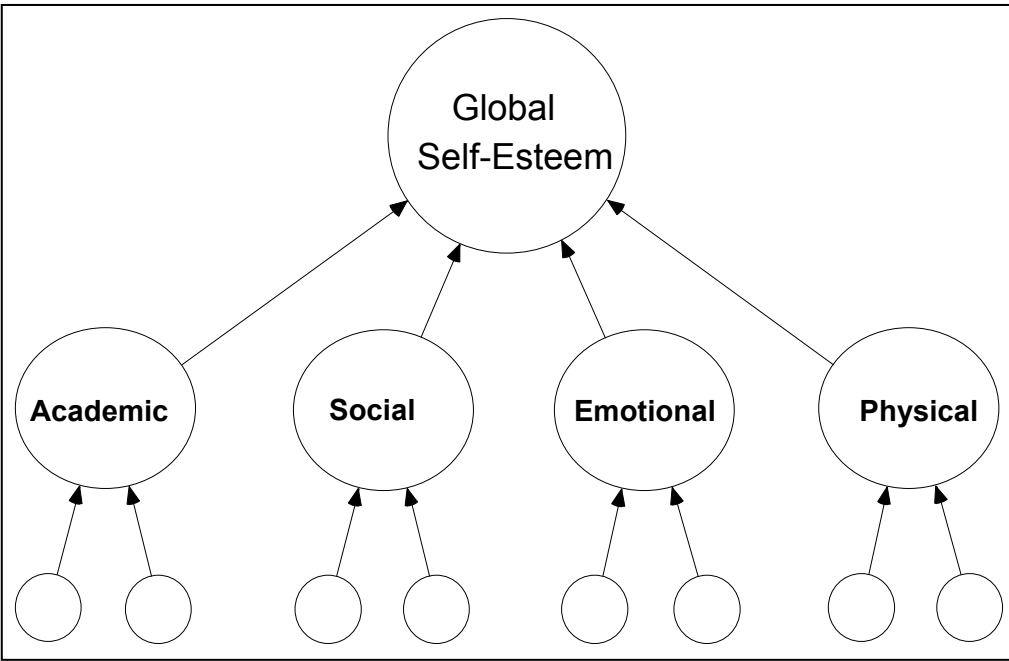 Global
Self-Esteem
Academic
Social
Emotional
Physical